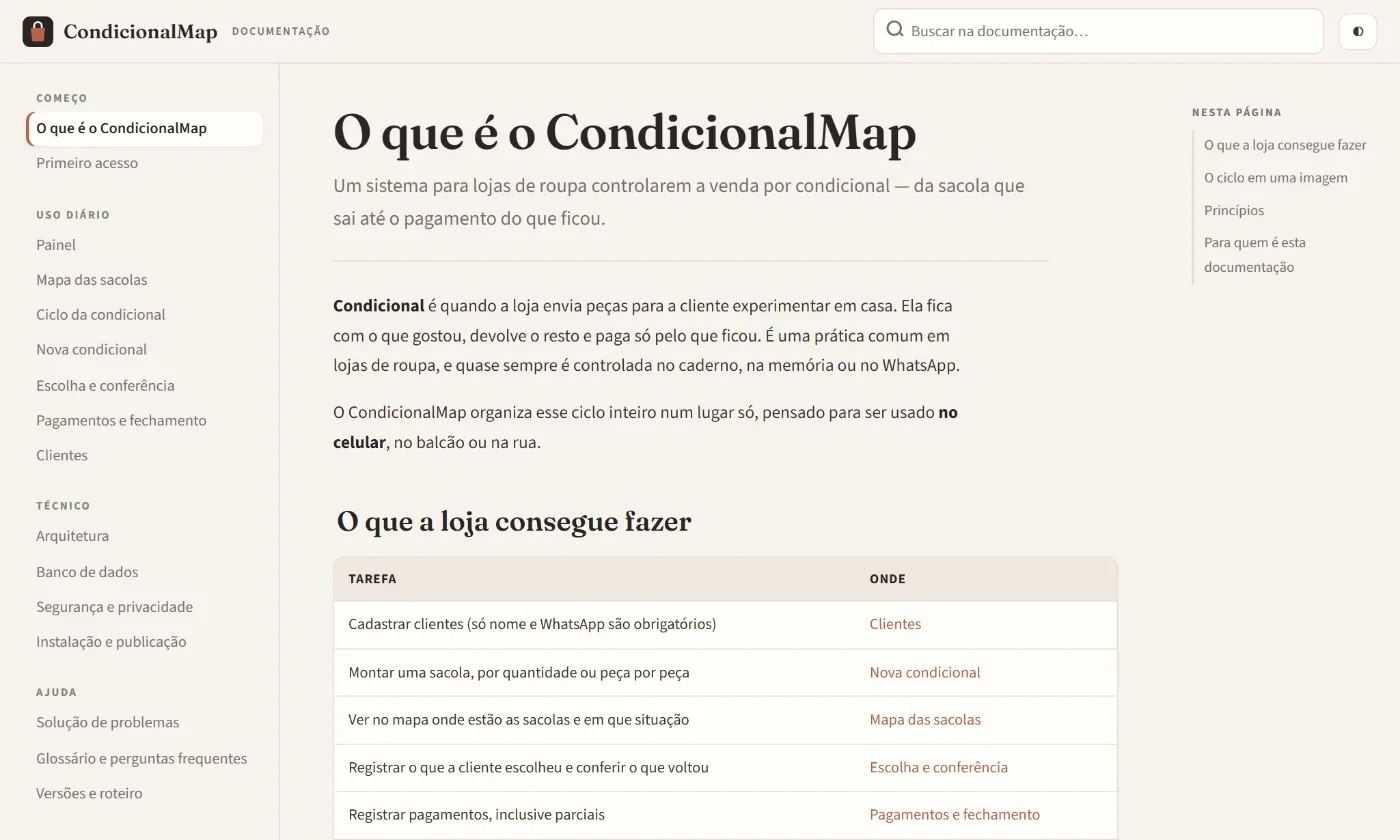 CondicionalMap DOCUMENTAÇÃO
Buscar na documentação…
COMEÇO
O que é o CondicionalMap
Primeiro acesso
USO DIÁRIO
Painel
Mapa das sacolas
Ciclo da condicional
Nova condicional
Escolha e conferência
Pagamentos e fechamento
Clientes
TÉCNICO
Arquitetura
Banco de dados
Segurança e privacidade
Instalação e publicação
AJUDA
Solução de problemas
Glossário e perguntas frequentes
Versões e roteiro
O que é o CondicionalMap
Um sistema para lojas de roupa controlarem a venda por condicional — da sacola que
sai até o pagamento do que ficou.
Condicional é quando a loja envia peças para a cliente experimentar em casa. Ela fica
com o que gostou, devolve o resto e paga só pelo que ficou. É uma prática comum em
lojas de roupa, e quase sempre é controlada no caderno, na memória ou no WhatsApp.
O CondicionalMap organiza esse ciclo inteiro num lugar só, pensado para ser usado no
celular, no balcão ou na rua.
O que a loja consegue fazer
TAREFA ONDE
Cadastrar clientes (só nome e WhatsApp são obrigatórios) Clientes
Montar uma sacola, por quantidade ou peça por peça Nova condicional
Ver no mapa onde estão as sacolas e em que situação Mapa das sacolas
Registrar o que a cliente escolheu e conferir o que voltou Escolha e conferência
Registrar pagamentos, inclusive parciais Pagamentos e fechamento
NESTA PÁGINA
O que a loja consegue fazer
O ciclo em uma imagem
Princípios
Para quem é esta
documentação